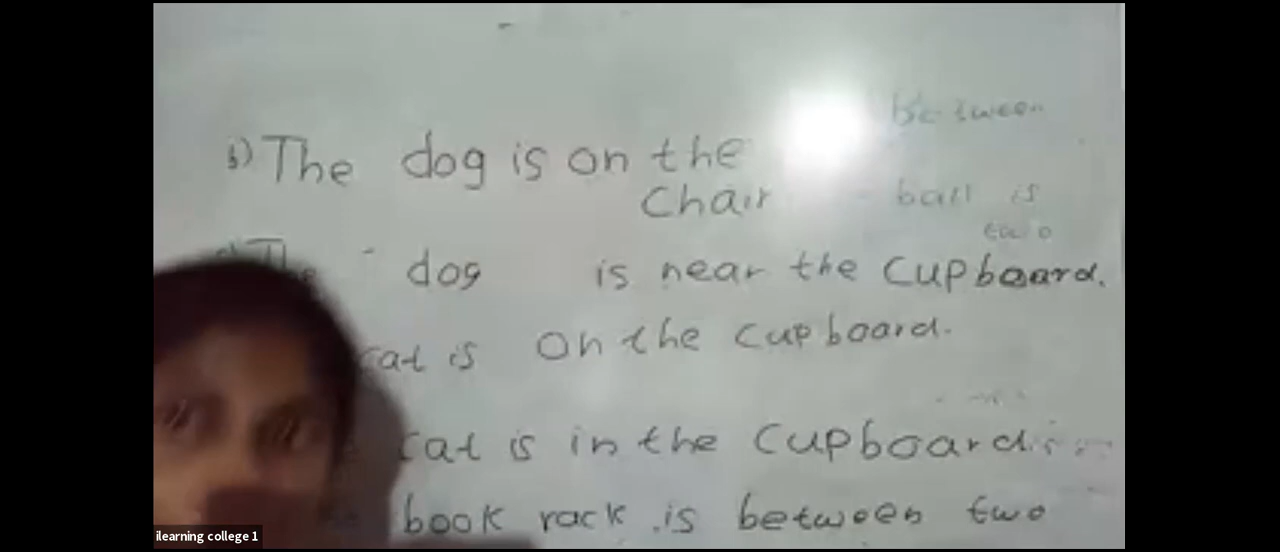 between
b) The dog is on the
chair
ball is
two
The dog is near the cupboard.
cat is on the cupboard.
cat is in the cupboard.
book rack is between two
ilearning college 1